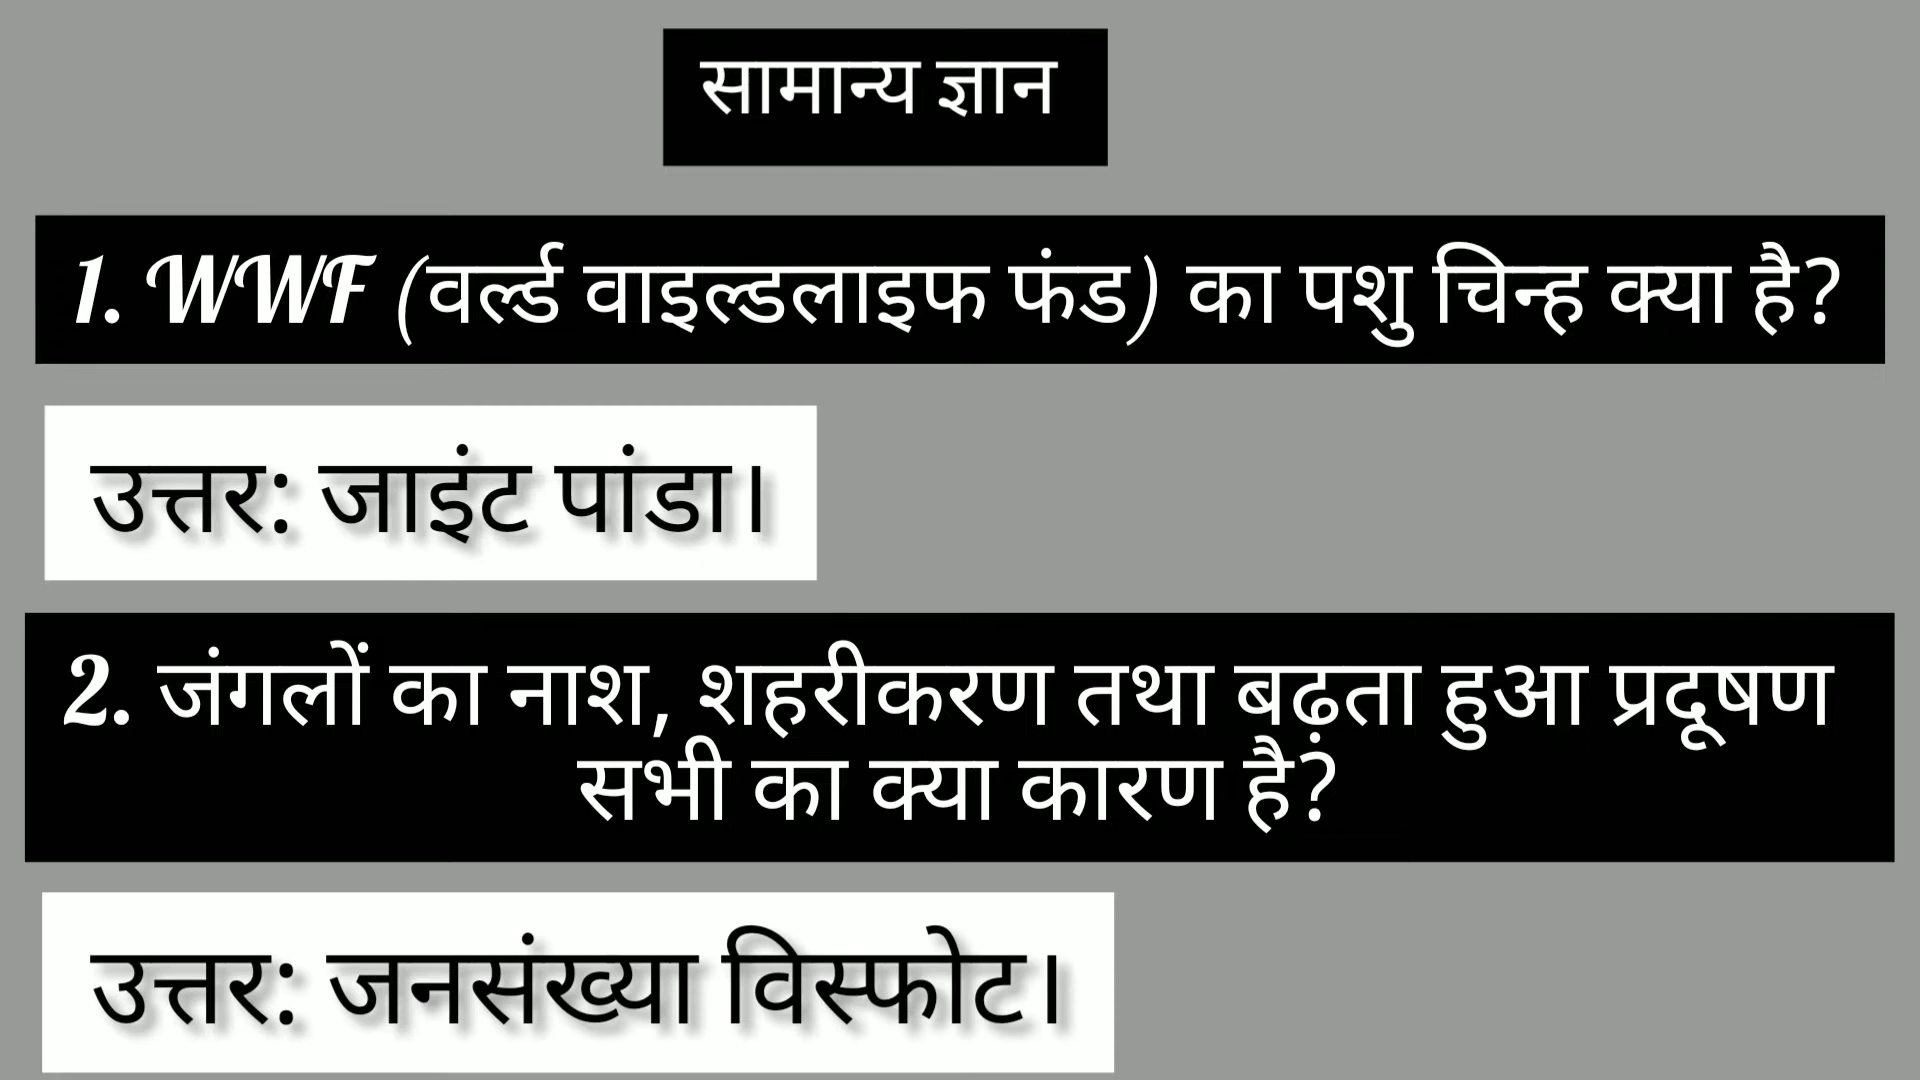 सामान्य ज्ञान
1. WWF (वर्ल्ड वाइल्डलाइफ फंड) का पशु चिन्ह क्या है?
उत्तर: जाइंट पांडा।
2. जंगलों का नाश, शहरीकरण तथा बढ़ता हुआ प्रदूषण
सभी का क्या कारण है?
उत्तर: जनसंख्या विस्फोट।